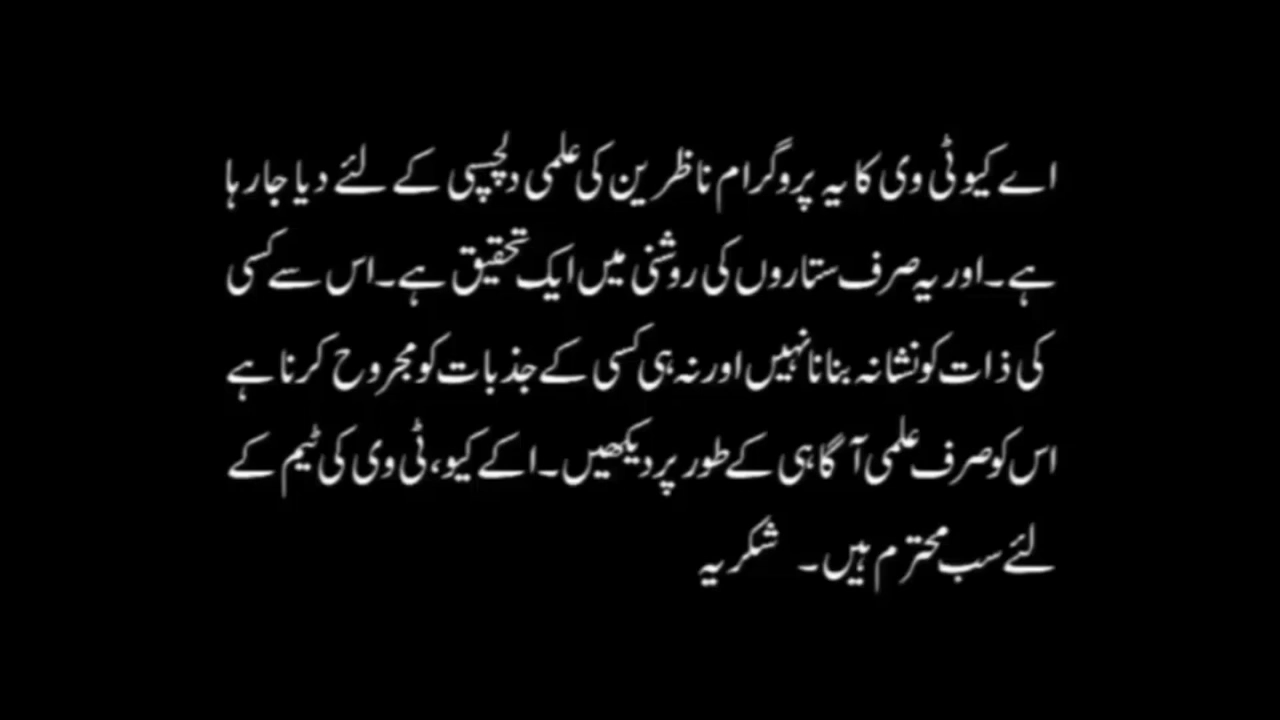 اے کیو ٹی وی کا یہ پروگرام ناظرین کی علمی دلچسپی کے لئے دیا جارہا
ہے۔ اور یہ صرف ستاروں کی روشنی میں ایک تحقیق ہے۔ اس سے کسی
کی ذات کو نشانہ بنانا نہیں اور نہ ہی کسی کے جذبات کو مجروح کرنا ہے
اس کو صرف علمی آگاہی کے طور پر دیکھیں۔ اکے کیو، ٹی وی کی ٹیم کے
لئے سب محترم ہیں۔ شکریہ